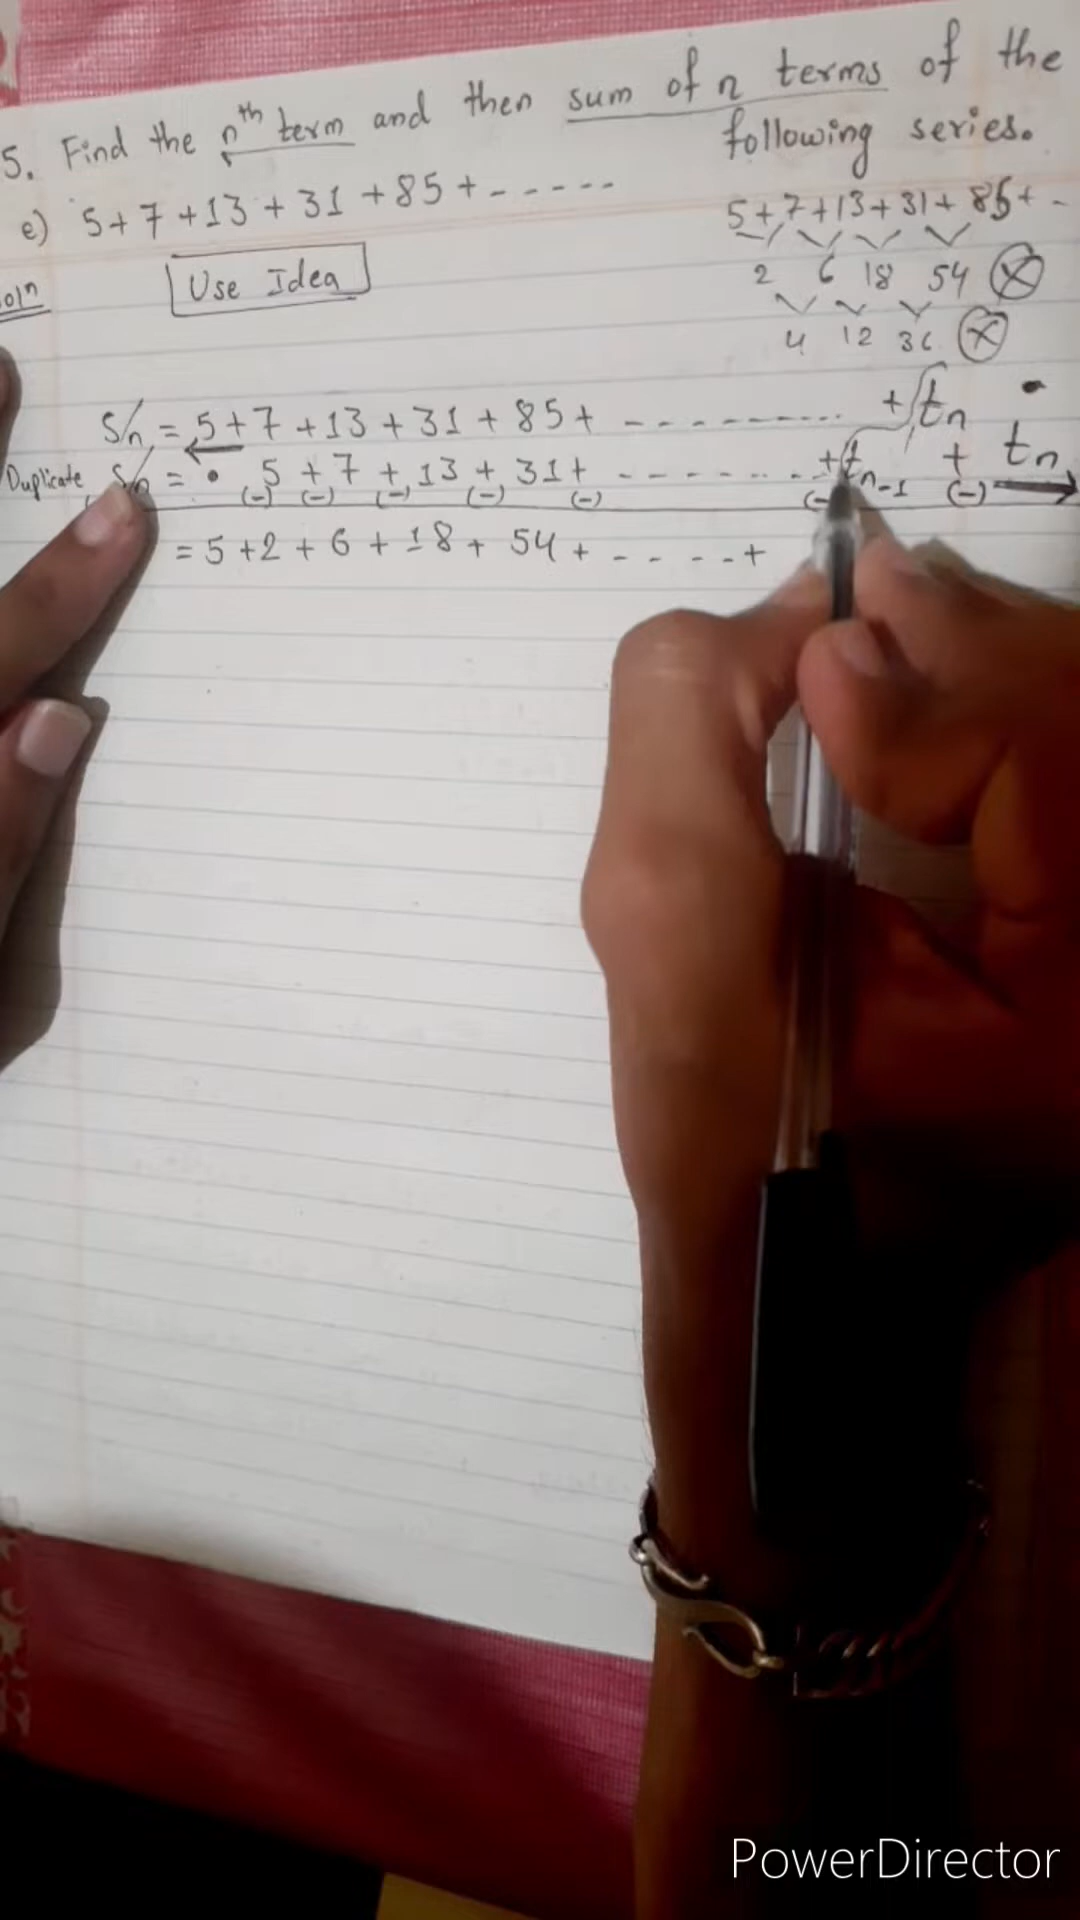 5. Find the nth term and then sum of n terms of the
following series.
e) 5+7+13+31+85+------
5+7+13+31+85+-
2 6 18 54 ⓧ
4 12 36 ⓧ
soln
Use Idea
Sn = 5+7+13+31+85+ --------... +tn
Duplicate Sn = • 5+7+13+31+ ------...+tn-1 + tn
(-) (-) (-) (-) (-) (-) (-)
= 5+2+6+18+54+ - - - - -+
PowerDirector